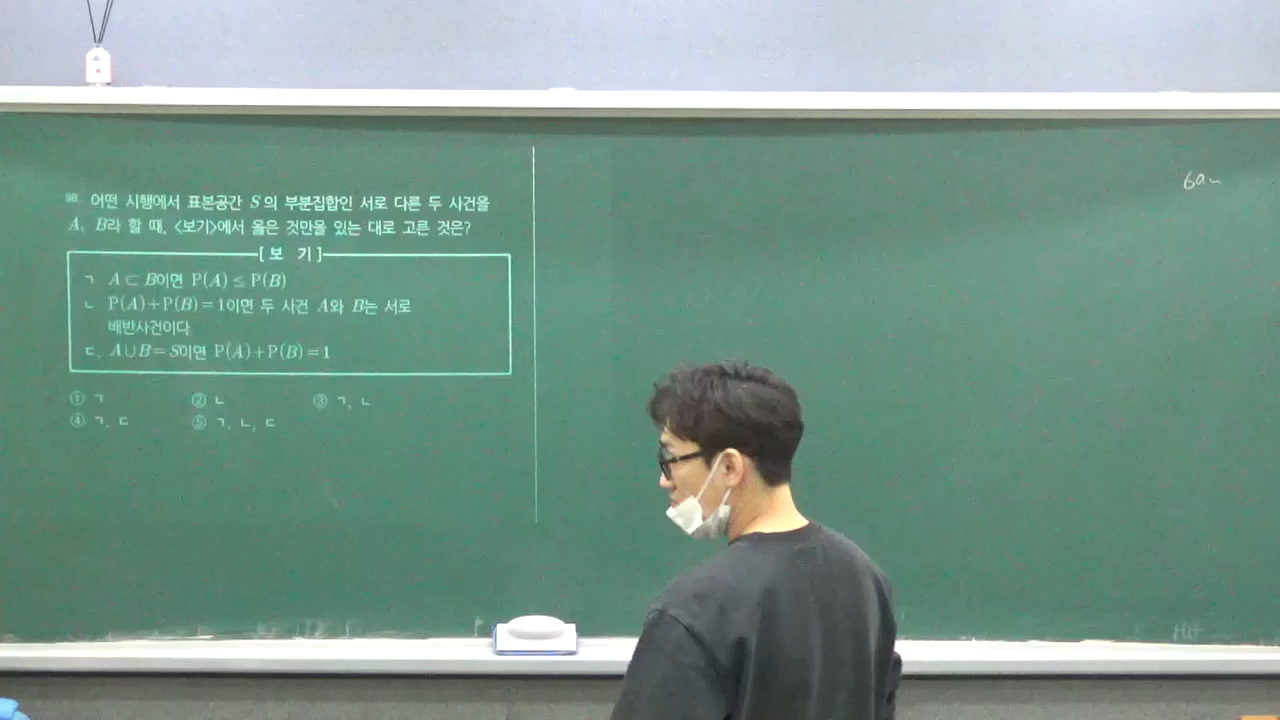 98. 어떤 시행에서 표본공간 S의 부분집합인 서로 다른 두 사건을
A, B라 할 때, <보기>에서 옳은 것만을 있는 대로 고른 것은?
[보 기]
ㄱ A⊂B이면 P(A)≤P(B)
ㄴ P(A)+P(B)=1이면 두 사건 A와 B는 서로
배반사건이다
ㄷ. A∪B=S이면 P(A)+P(B)=1
① ㄱ ② ㄴ ③ ㄱ, ㄴ
④ ㄱ, ㄷ ⑤ ㄱ, ㄴ, ㄷ